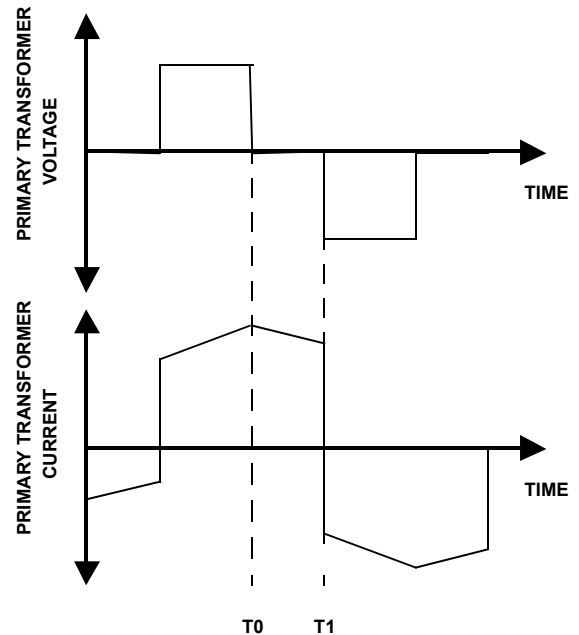 PRIMARY TRANSFORMER
VOLTAGE
TIME
PRIMARY TRANSFORMER
CURRENT
TIME
T0 T1